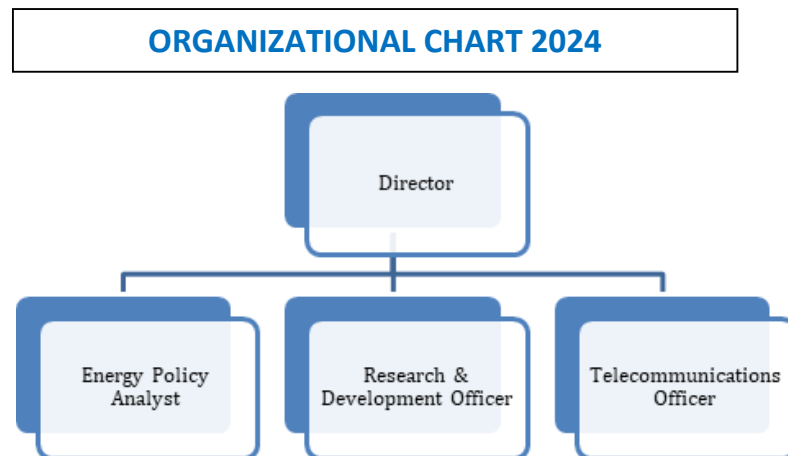 ORGANIZATIONAL CHART 2024
Director
Energy Policy
Analyst
Research &
Development Officer
Telecommunications
Officer